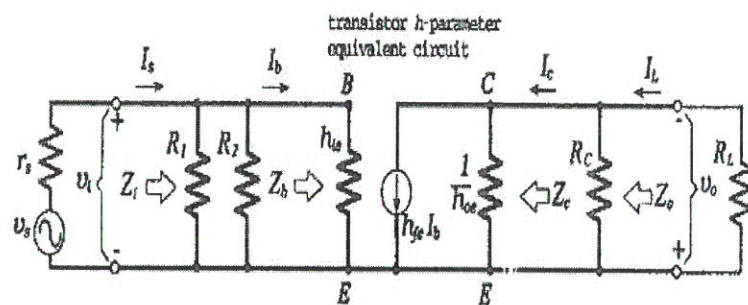 transistor h-parameter
equivalent circuit
I_s I_b B C I_c I_L
+ -
r_s v_i Z_i R_1 R_2 Z_b h_ie h_fe I_b 1/h_oe Z_c R_C Z_o v_o R_L
v_s
- +
E E